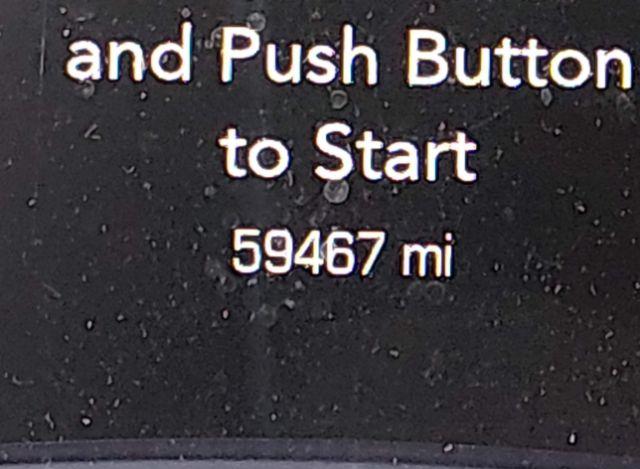 and Push Button
to Start
59467 mi